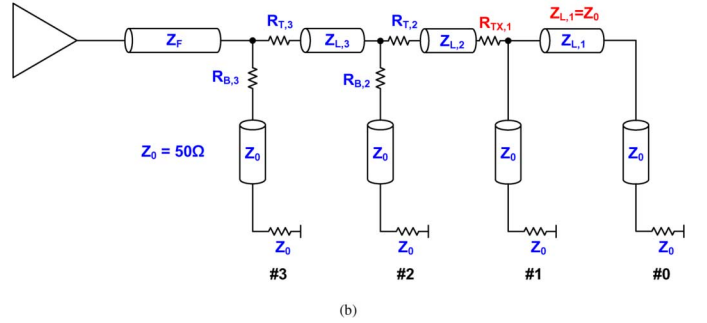 R_T,3
R_T,2
R_TX,1
Z_L,1=Z_0
Z_F
Z_L,3
Z_L,2
Z_L,1
R_B,3
R_B,2
Z_0 = 50Ω
Z_0
Z_0
Z_0
Z_0
Z_0
Z_0
Z_0
Z_0
#3
#2
#1
#0
(b)